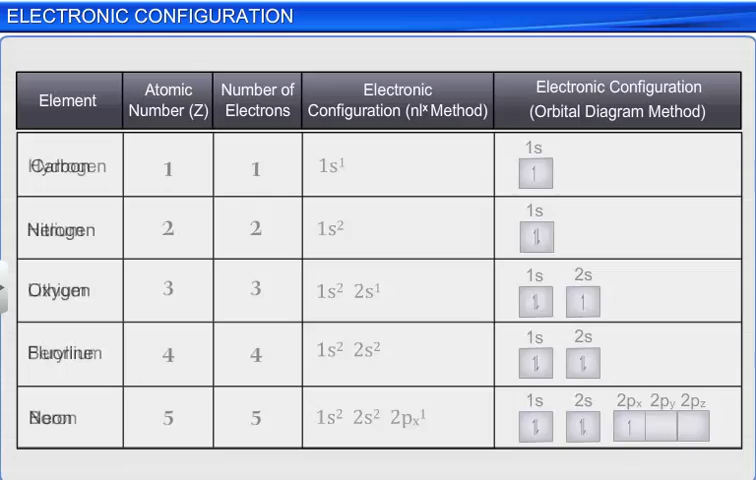 ELECTRONIC CONFIGURATION
Element
Atomic
Number (Z)
Number of
Electrons
Electronic
Configuration (nlˣ Method)
Electronic Configuration
(Orbital Diagram Method)
1 1 1s¹ 1s
2 2 1s² 1s
3 3 1s² 2s¹ 1s 2s
4 4 1s² 2s² 1s 2s
5 5 1s² 2s² 2pₓ¹ 1s 2s 2pₓ 2pᵧ 2p_z